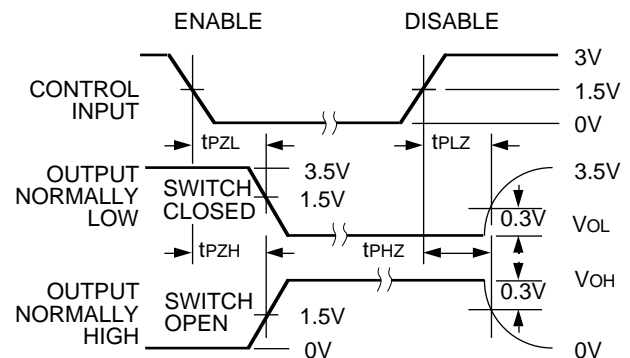 ENABLE DISABLE
3V
CONTROL INPUT
1.5V
0V
tPZL tPLZ
OUTPUT NORMALLY LOW
SWITCH CLOSED
3.5V
1.5V
3.5V
0.3V
VOL
tPZH tPHZ
VOH
0.3V
OUTPUT NORMALLY HIGH
SWITCH OPEN
1.5V
0V
0V